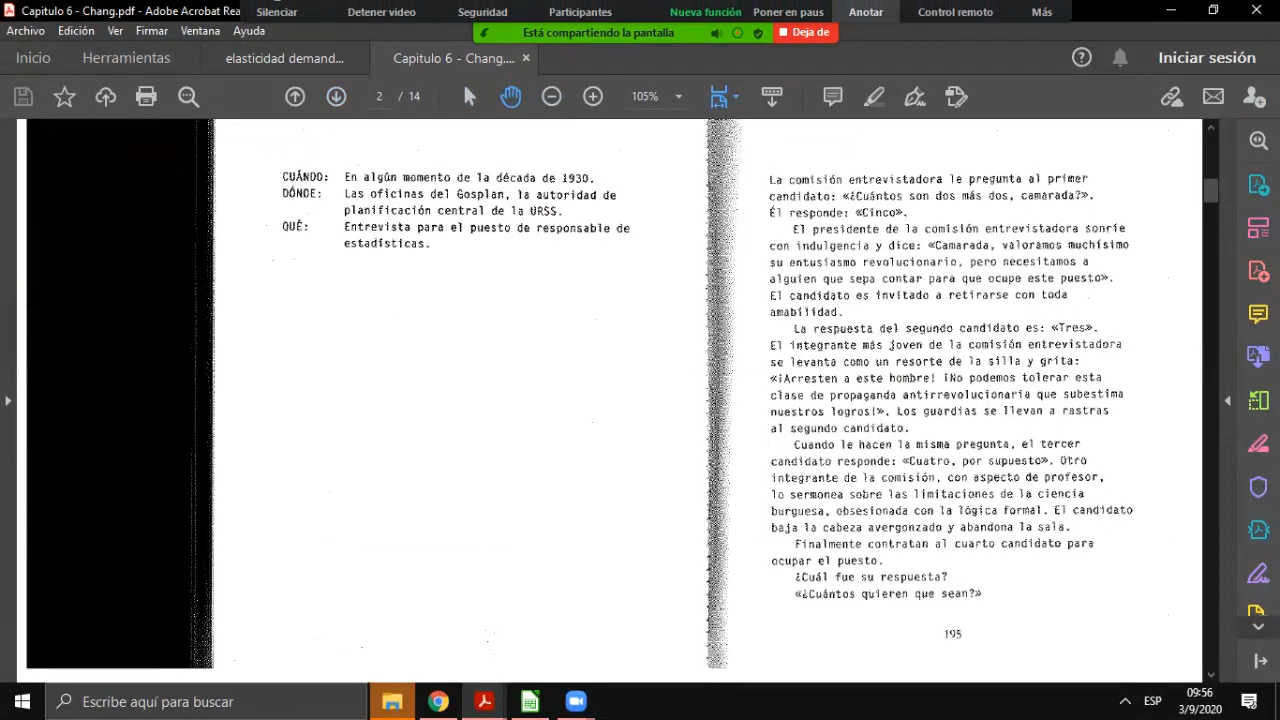 Capitulo 6 - Chang.pdf - Adobe Acrobat Rea
Silenciar
Detener video
Seguridad
Participantes
Nueva función
Poner en paus
Anotar
Control remoto
Más
Archivo Edición Ver Firmar Ventana Ayuda
Está compartiendo la pantalla
Deja de
Inicio
Herramientas
elasticidad demand...
Capitulo 6 - Chang....
Iniciar sesión
2 / 14
105%
CUÁNDO: En algún momento de la década de 1930.
DÓNDE: Las oficinas del Gosplan, la autoridad de
planificación central de la URSS.
QUÉ: Entrevista para el puesto de responsable de
estadísticas.
La comisión entrevistadora le pregunta al primer
candidato: «¿Cuántos son dos más dos, camarada?».
Él responde: «Cinco».
El presidente de la comisión entrevistadora sonríe
con indulgencia y dice: «Camarada, valoramos muchísimo
su entusiasmo revolucionario, pero necesitamos a
alguien que sepa contar para que ocupe este puesto».
El candidato es invitado a retirarse con toda
amabilidad.
La respuesta del segundo candidato es: «Tres».
El integrante más joven de la comisión entrevistadora
se levanta como un resorte de la silla y grita:
«¡Arresten a este hombre! ¡No podemos tolerar esta
clase de propaganda antirrevolucionaria que subestima
nuestros logros!». Los guardias se llevan a rastras
al segundo candidato.
Cuando le hacen la misma pregunta, el tercer
candidato responde: «Cuatro, por supuesto». Otro
integrante de la comisión, con aspecto de profesor,
lo sermonea sobre las limitaciones de la ciencia
burguesa, obsesionada con la lógica formal. El candidato
baja la cabeza avergonzado y abandona la sala.
Finalmente contratan al cuarto candidato para
ocupar el puesto.
¿Cuál fue su respuesta?
«¿Cuántos quieren que sean?»
195
Escribe aquí para buscar
ESP
09:56
3/9/2020